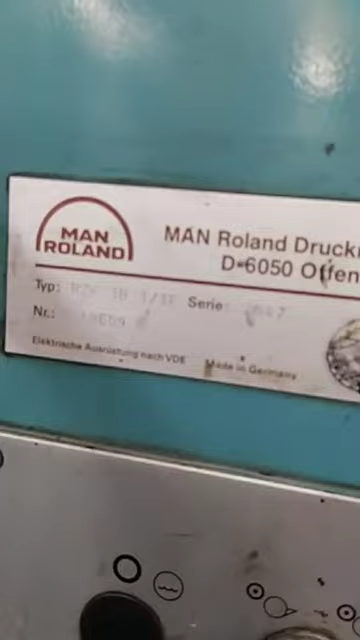 MAN
ROLAND
MAN Roland Druck
D-6050 Offen
Typ: Serie:
Nr.:
Elektrische Ausrüstung nach VDE Made in Germany